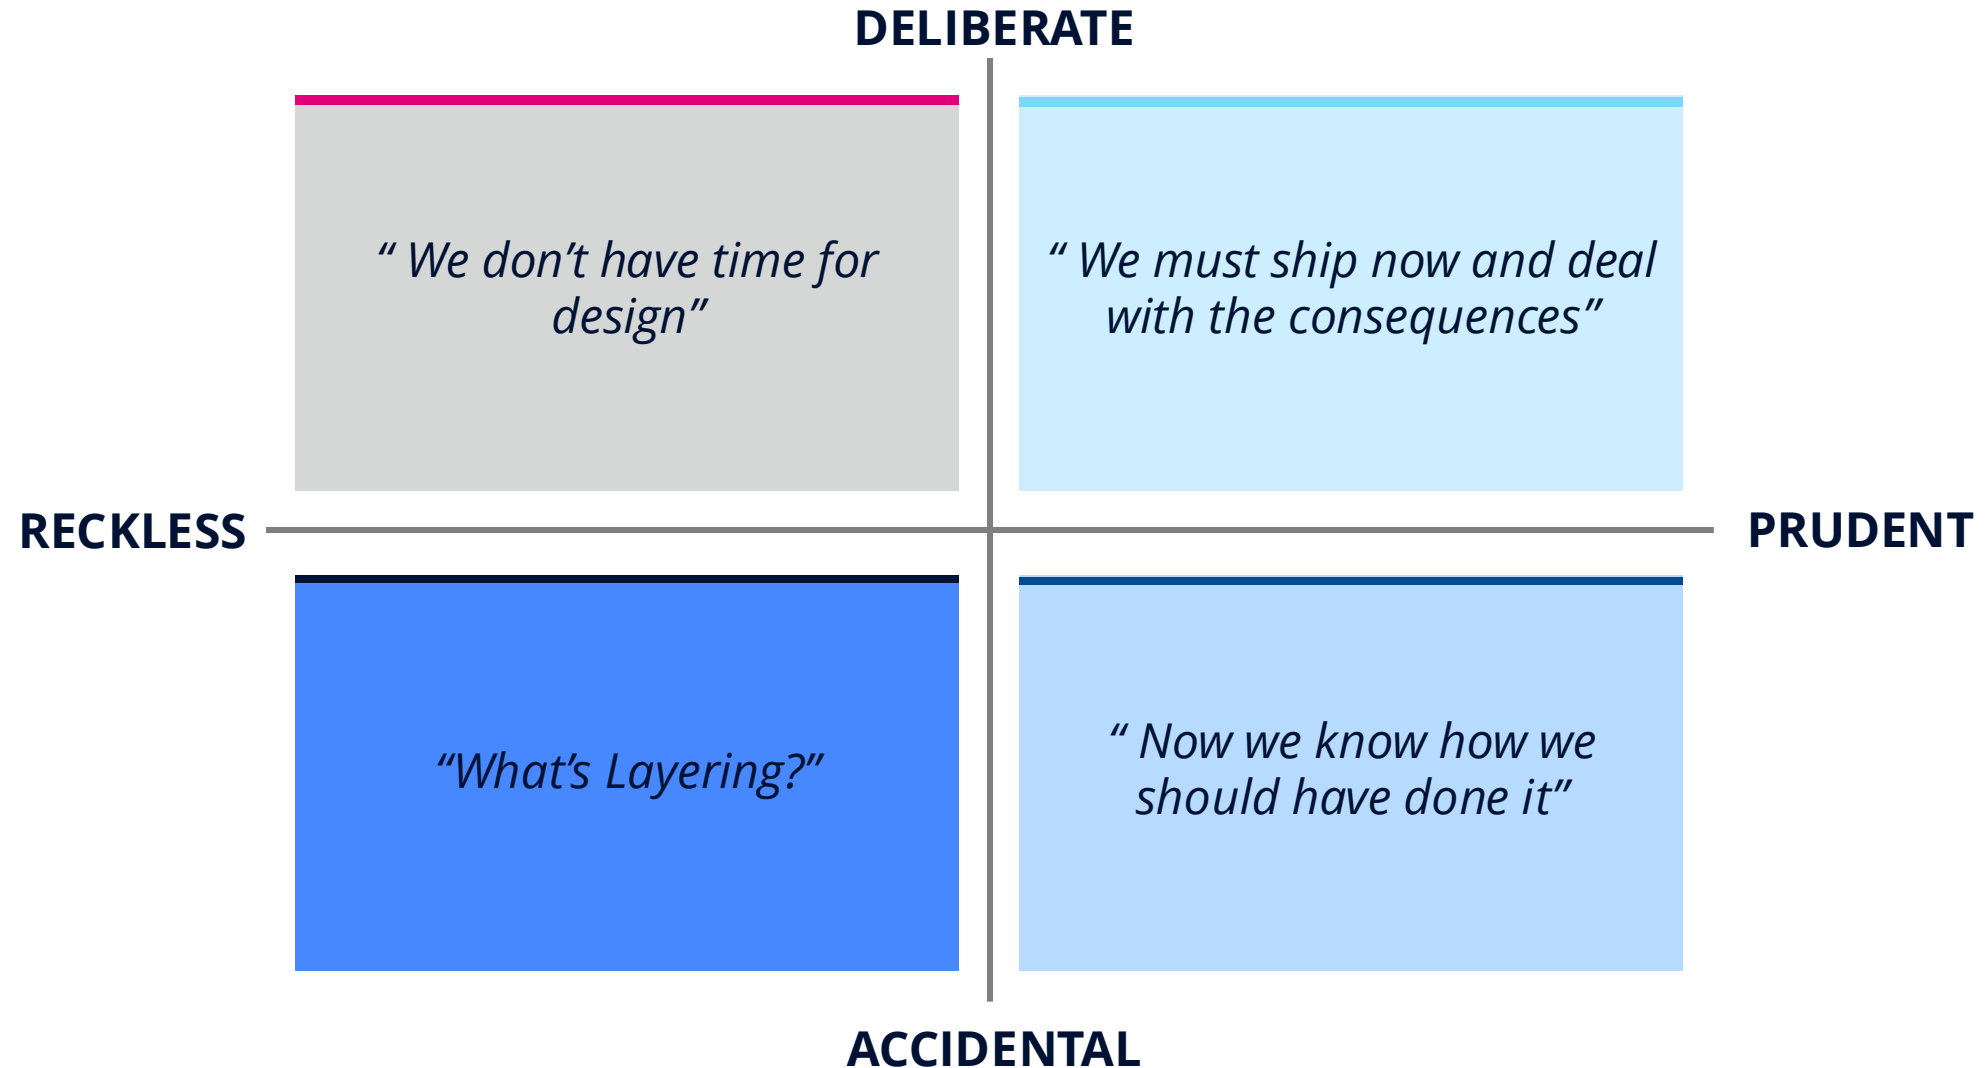 DELIBERATE
“ We don’t have time for
design”
“ We must ship now and deal
with the consequences”
RECKLESS
PRUDENT
“What’s Layering?”
“ Now we know how we
should have done it”
ACCIDENTAL